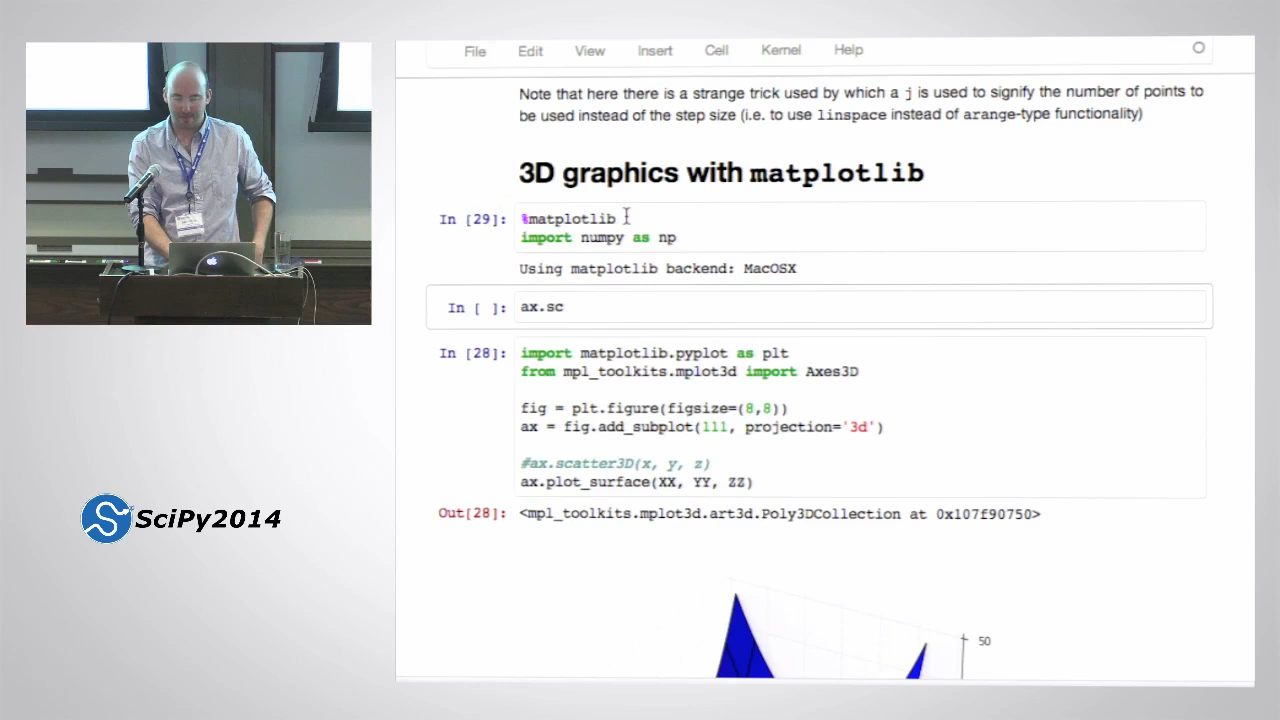 File Edit View Insert Cell Kernel Help
Note that here there is a strange trick used by which a j is used to signify the number of points to
be used instead of the step size (i.e. to use linspace instead of arange-type functionality)
3D graphics with matplotlib
In [29]: %matplotlib
import numpy as np
Using matplotlib backend: MacOSX
In [ ]: ax.sc
In [28]: import matplotlib.pyplot as plt
from mpl_toolkits.mplot3d import Axes3D
fig = plt.figure(figsize=(8,8))
ax = fig.add_subplot(111, projection='3d')
#ax.scatter3D(x, y, z)
ax.plot_surface(XX, YY, ZZ)
Out[28]: <mpl_toolkits.mplot3d.art3d.Poly3DCollection at 0x107f90750>
50
SciPy2014